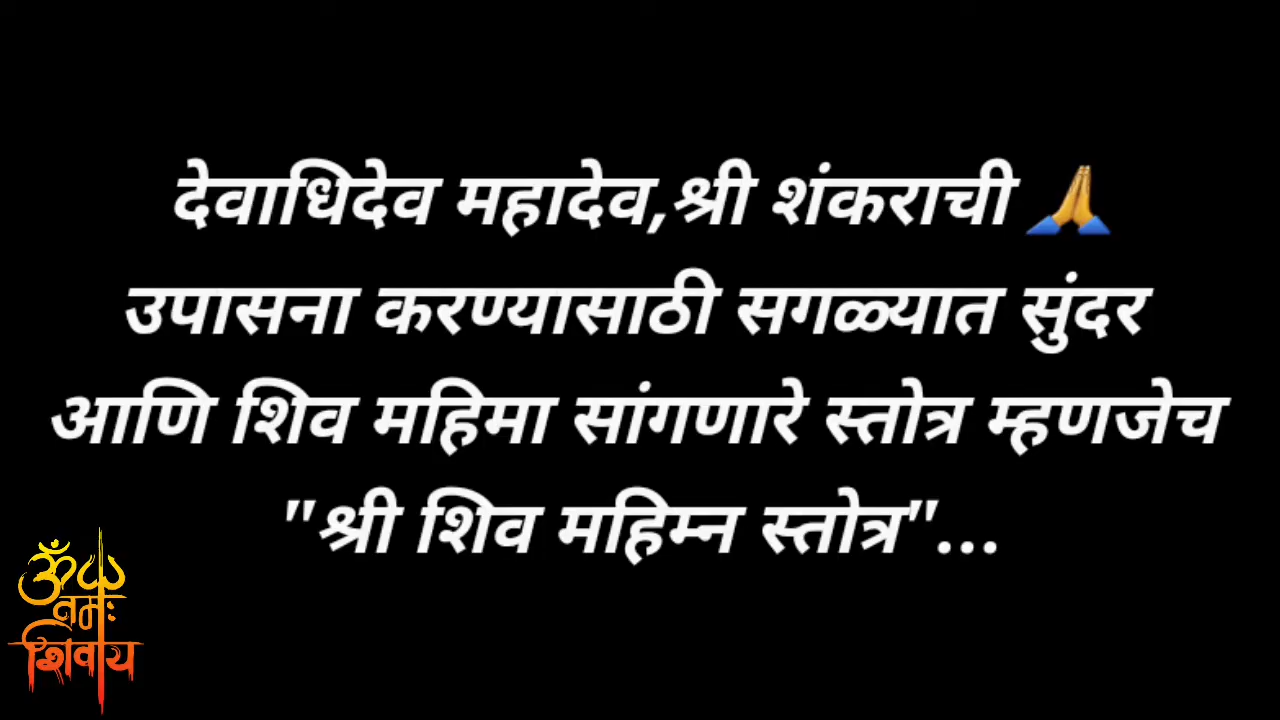 देवाधिदेव महादेव,श्री शंकराची 🙏
उपासना करण्यासाठी सगळ्यात सुंदर
आणि शिव महिमा सांगणारे स्तोत्र म्हणजेच
"श्री शिव महिम्न स्तोत्र"...
ॐ
नमः
शिवाय